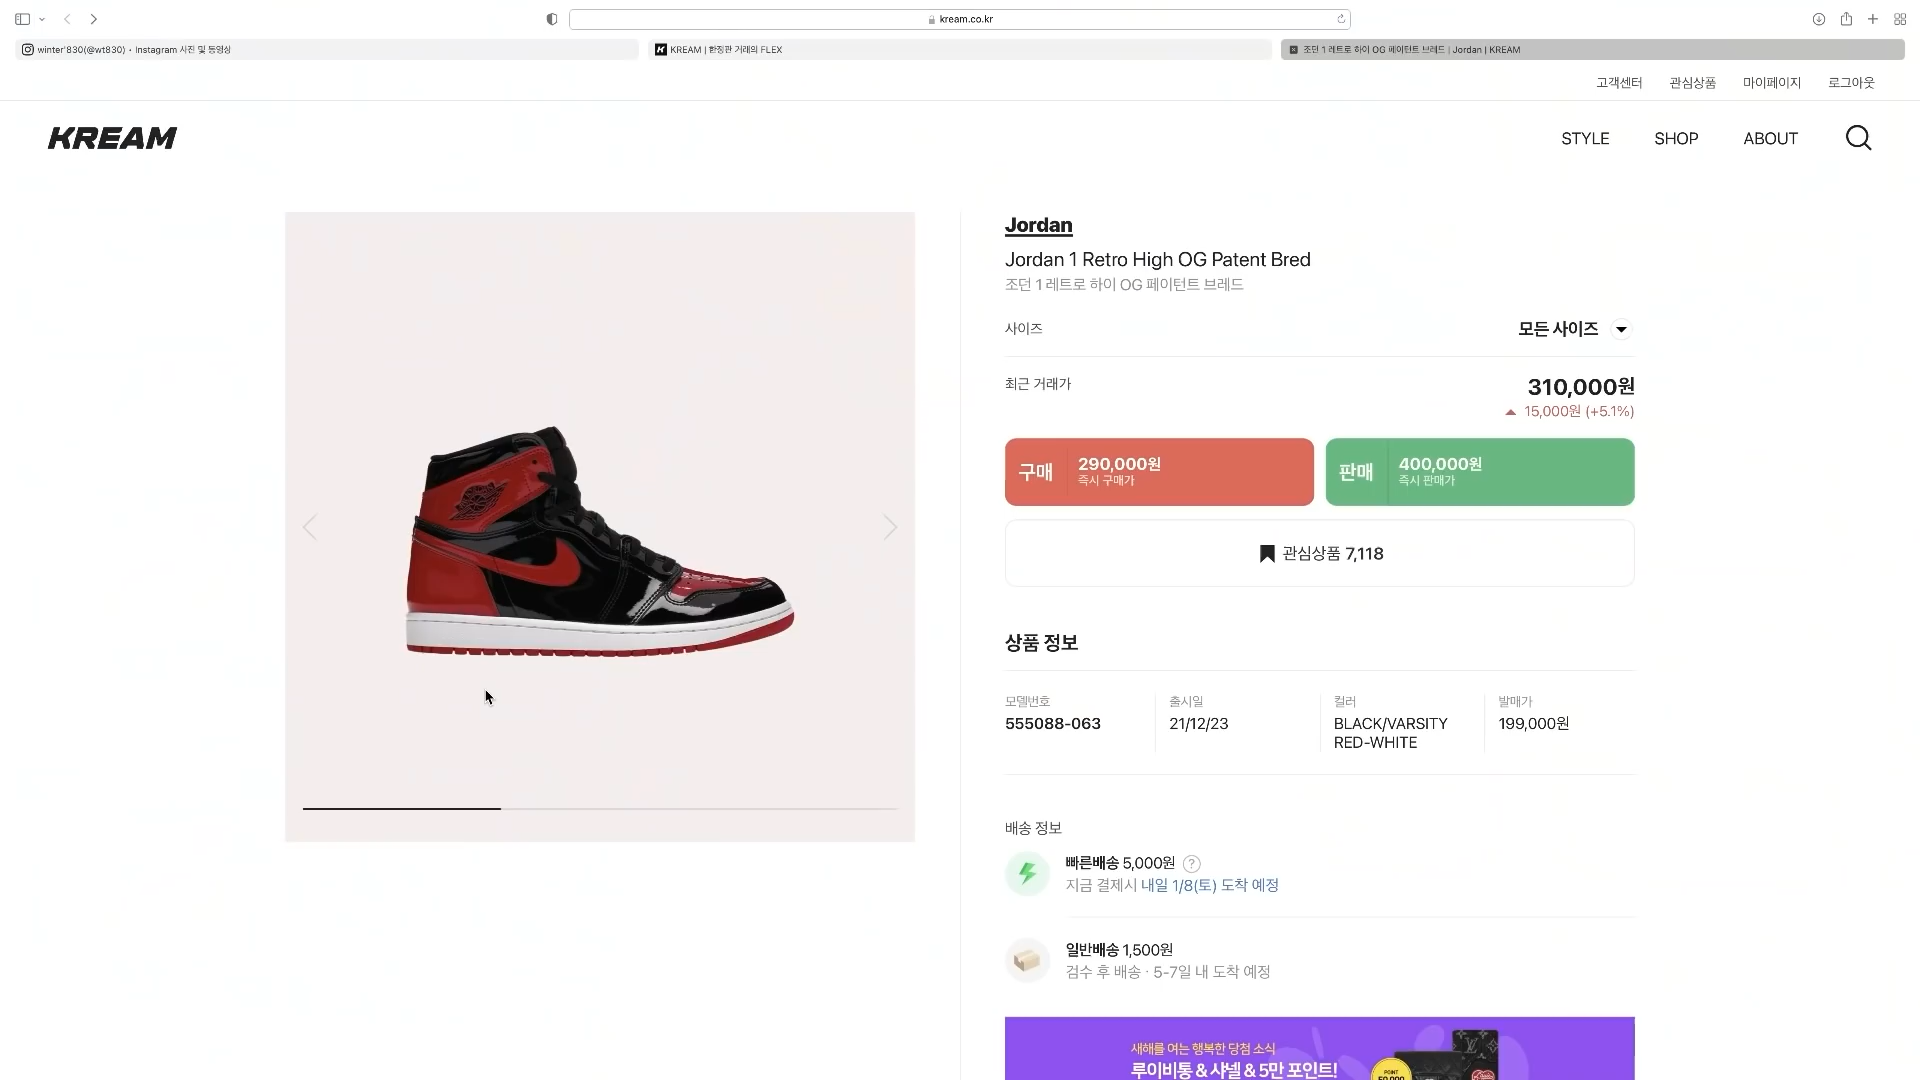 kream.co.kr
winter'830(@wt830) • Instagram 사진 및 동영상
KREAM | 한정판 거래의 FLEX
조던 1 레트로 하이 OG 페이턴트 브레드 | Jordan | KREAM
고객센터 관심상품 마이페이지 로그아웃
KREAM
STYLE SHOP ABOUT
Jordan
Jordan 1 Retro High OG Patent Bred
조던 1 레트로 하이 OG 페이턴트 브레드
사이즈 모든 사이즈
최근 거래가 310,000원
15,000원 (+5.1%)
구매 290,000원
즉시 구매가
판매 400,000원
즉시 판매가
관심상품 7,118
상품 정보
모델번호
555088-063
출시일
21/12/23
컬러
BLACK/VARSITY
RED-WHITE
발매가
199,000원
배송 정보
빠른배송 5,000원 ?
지금 결제시 내일 1/8(토) 도착 예정
일반배송 1,500원
검수 후 배송 · 5-7일 내 도착 예정
새해를 여는 행복한 당첨 소식
루이비통 & 샤넬 & 5만 포인트!
POINT
50,000